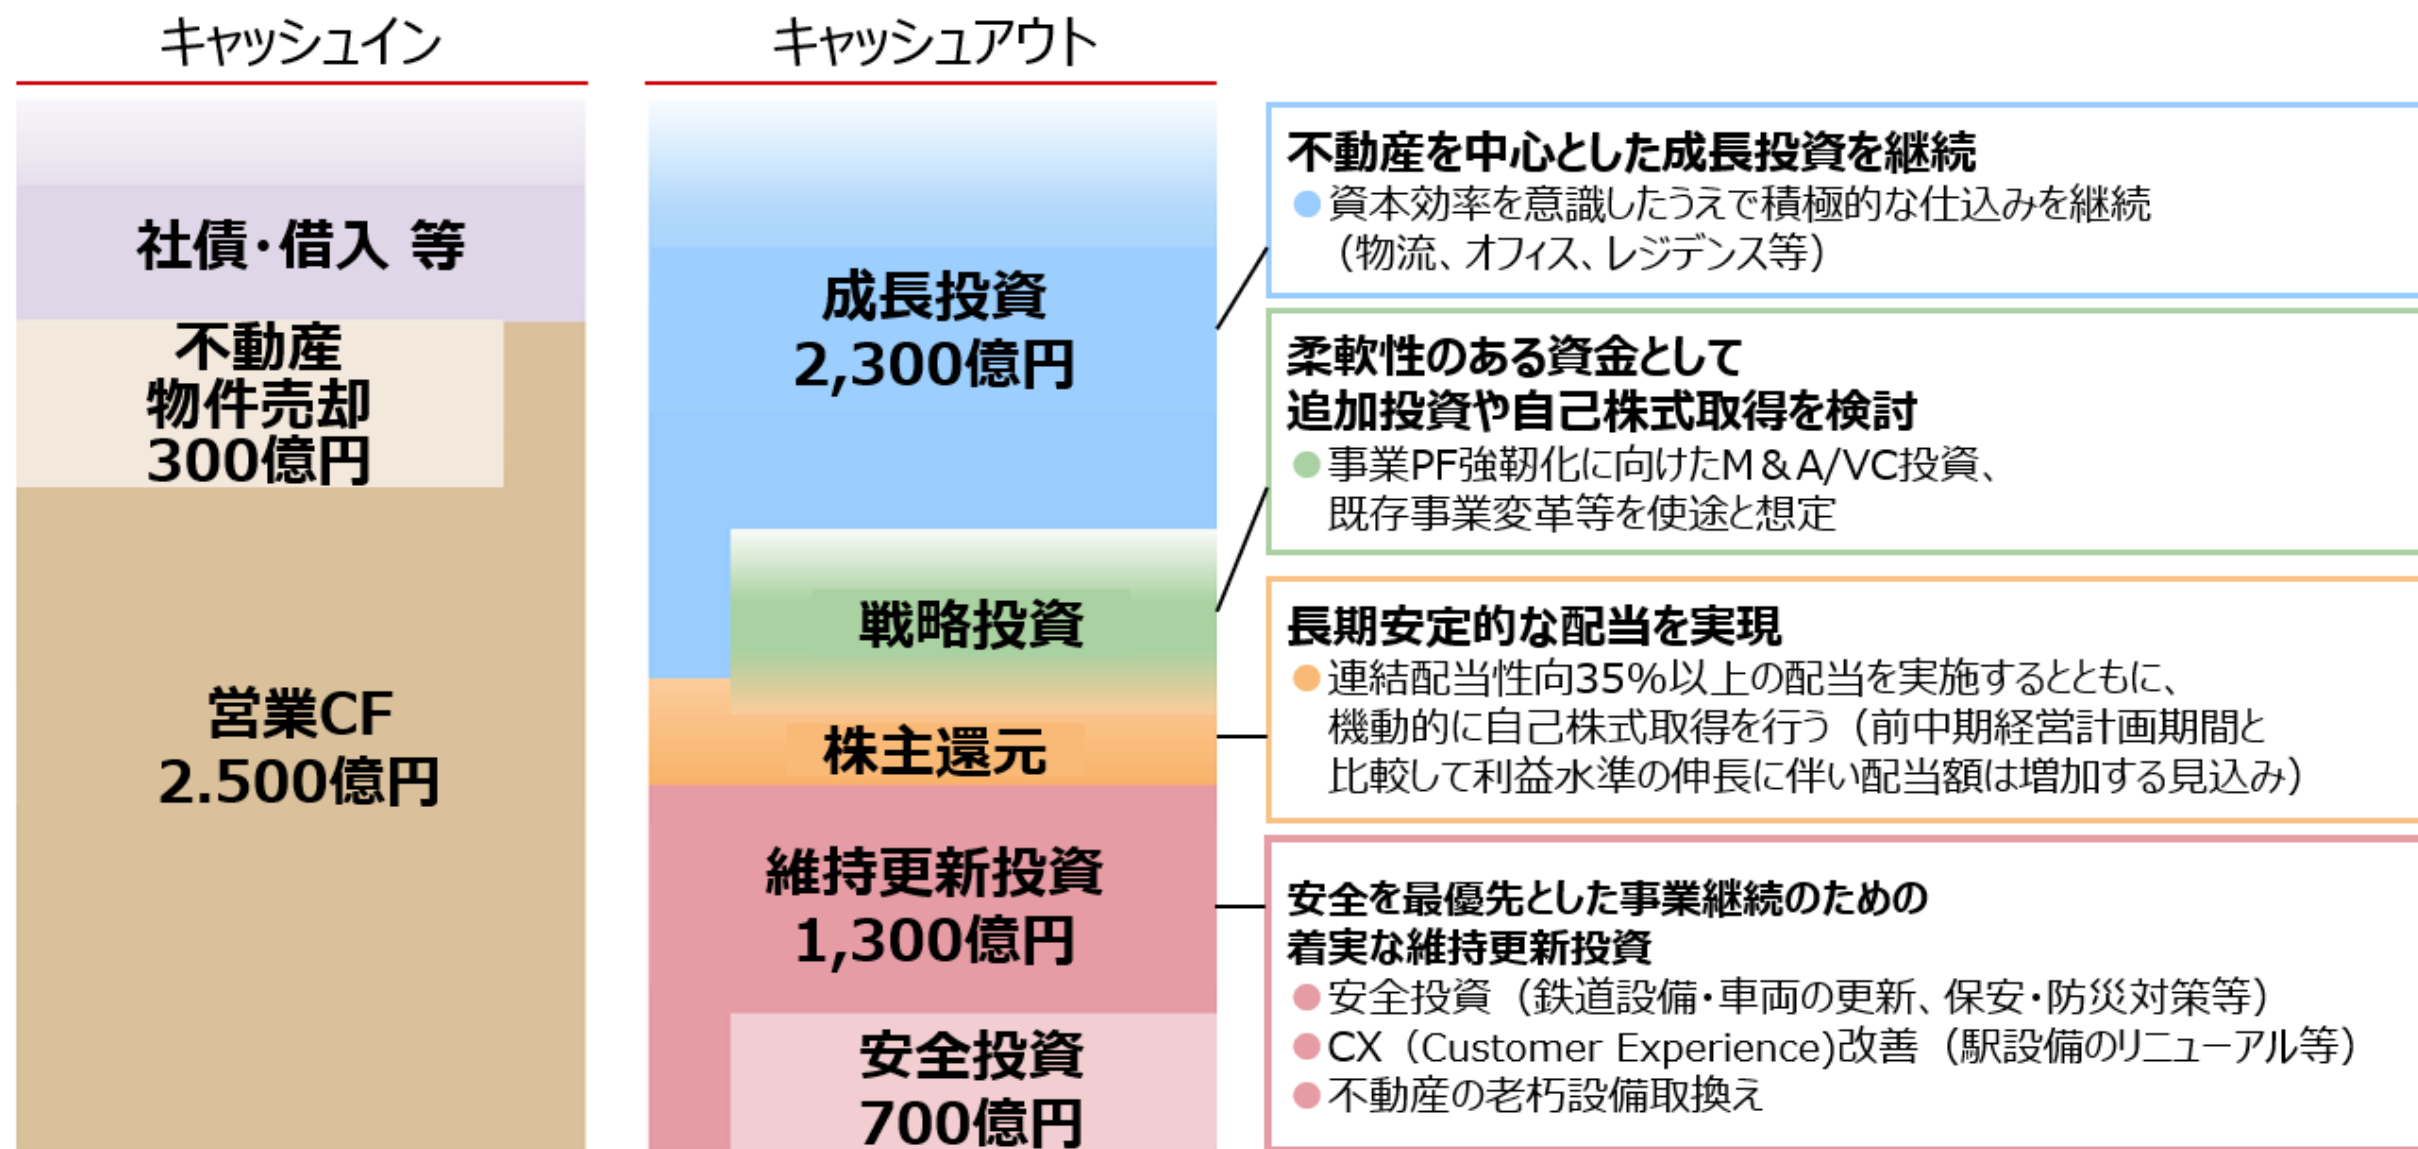 キャッシュイン
社債・借入 等
不動産
物件売却
300億円
営業CF
2.500億円
キャッシュアウト
成長投資
2,300億円
戦略投資
株主還元
維持更新投資
1,300億円
安全投資
700億円
不動産を中心とした成長投資を継続
●資本効率を意識したうえで積極的な仕込みを継続
（物流、オフィス、レジデンス等）
柔軟性のある資金として
追加投資や自己株式取得を検討
●事業PF強靭化に向けたM＆A/VC投資、
既存事業変革等を使途と想定
長期安定的な配当を実現
●連結配当性向35%以上の配当を実施するとともに、
機動的に自己株式取得を行う（前中期経営計画期間と
比較して利益水準の伸長に伴い配当額は増加する見込み）
安全を最優先とした事業継続のための
着実な維持更新投資
●安全投資（鉄道設備・車両の更新、保安・防災対策等）
●CX（Customer Experience)改善（駅設備のリニューアル等）
●不動産の老朽設備取換え